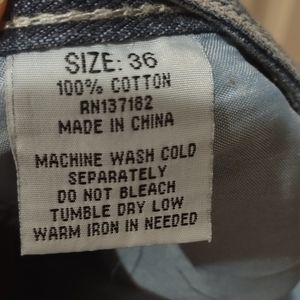 SIZE: 36
100% COTTON
RN137182
MADE IN CHINA
MACHINE WASH COLD
SEPARATELY
DO NOT BLEACH
TUMBLE DRY LOW
WARM IRON IN NEEDED